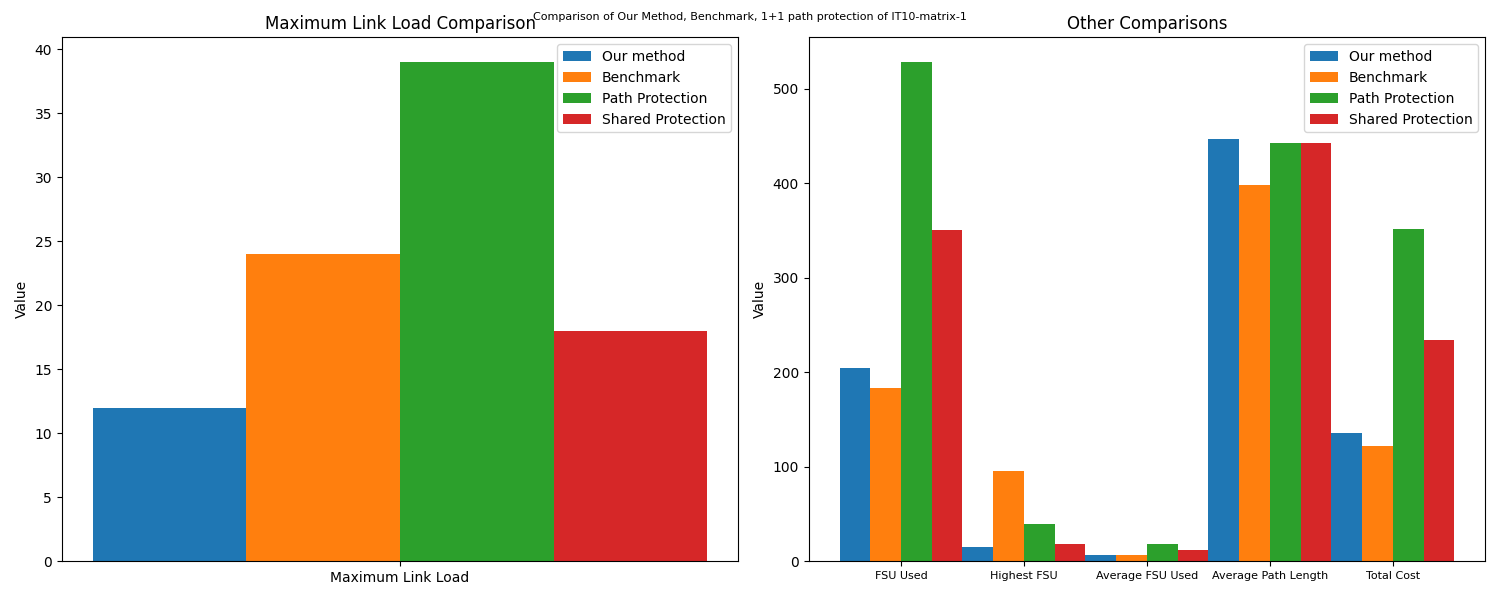 Comparison of Our Method, Benchmark, 1+1 path protection of IT10-matrix-1
Maximum Link Load Comparison
Value
40
35
30
25
20
15
10
5
0
Maximum Link Load
Our method
Benchmark
Path Protection
Shared Protection
Other Comparisons
Value
500
400
300
200
100
0
FSU Used
Highest FSU
Average FSU Used
Average Path Length
Total Cost
Our method
Benchmark
Path Protection
Shared Protection